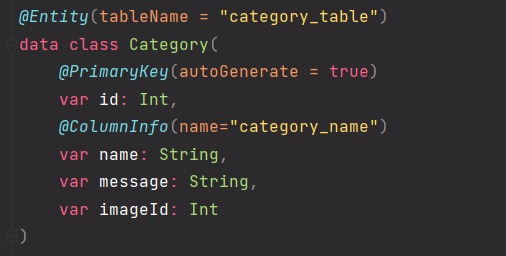 @Entity(tableName = "category_table")
data class Category(
    @PrimaryKey(autoGenerate = true)
    var id: Int,
    @ColumnInfo(name="category_name")
    var name: String,
    var message: String,
    var imageId: Int
)